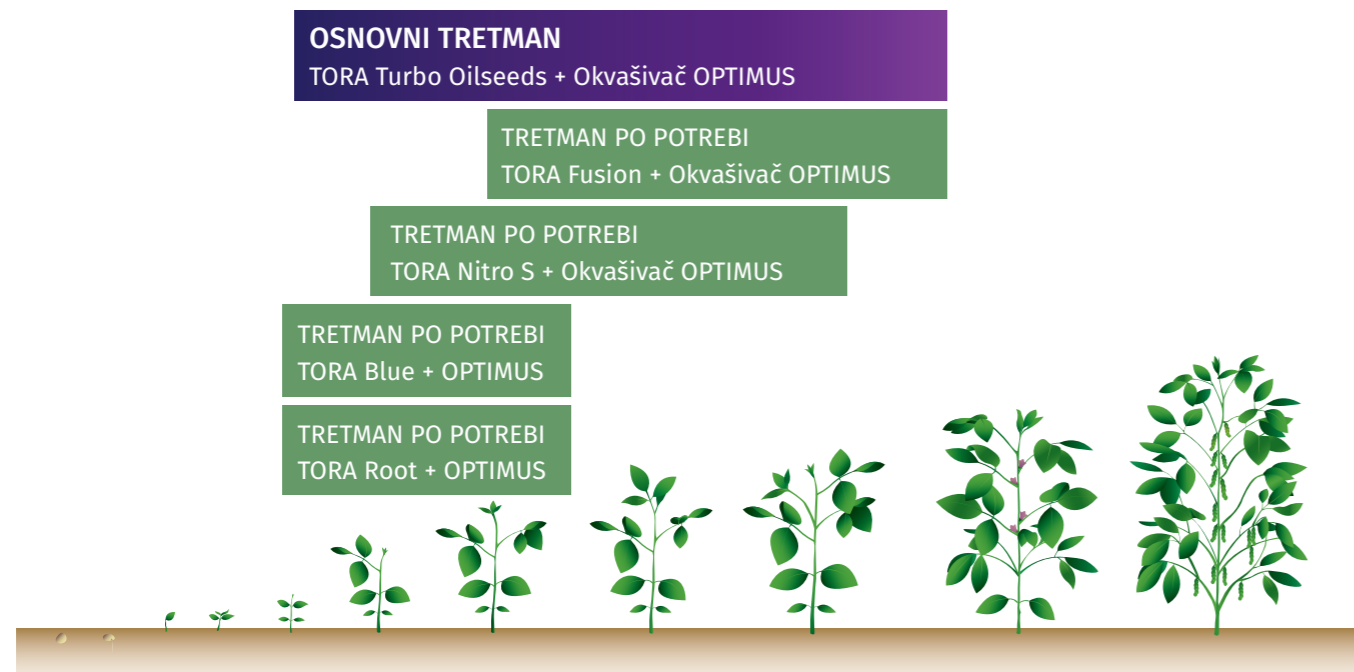 OSNOVNI TRETMAN
TORA Turbo Oilseeds + Okvašivač OPTIMUS
TRETMAN PO POTREBI
TORA Fusion + Okvašivač OPTIMUS
TRETMAN PO POTREBI
TORA Nitro S + Okvašivač OPTIMUS
TRETMAN PO POTREBI
TORA Blue + OPTIMUS
TRETMAN PO POTREBI
TORA Root + OPTIMUS